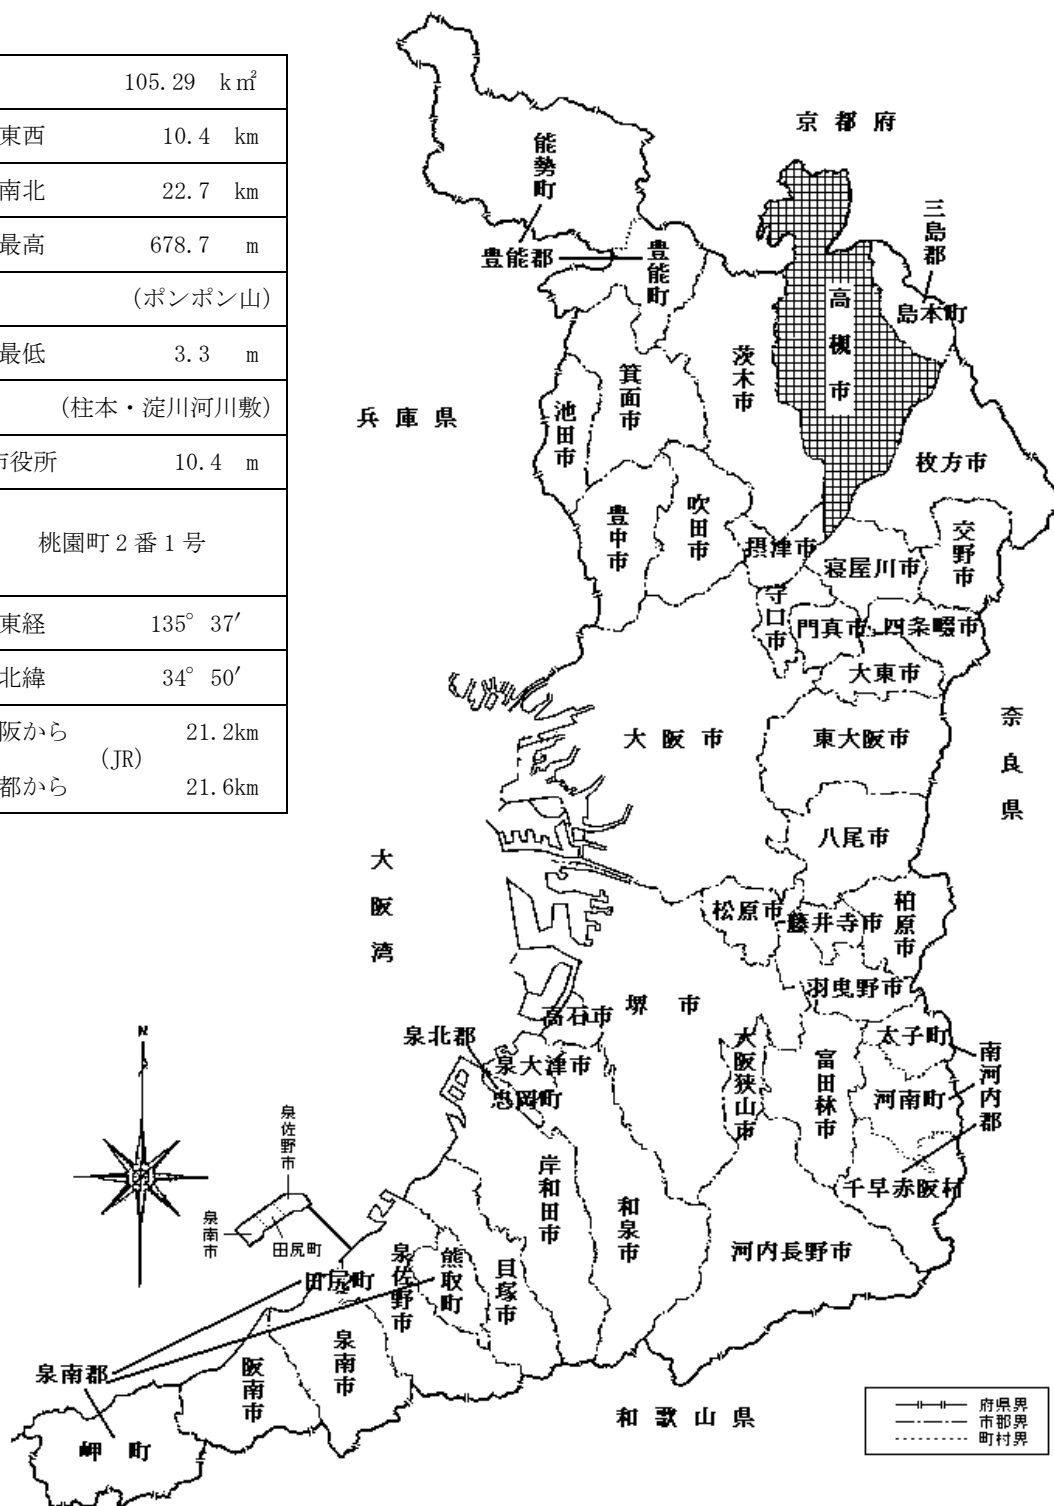 105.29 k㎡
東西 10.4 km
南北 22.7 km
最高 678.7 m
(ポンポン山)
最低 3.3 m
(柱本・淀川河川敷)
市役所 10.4 m
桃園町2番1号
東経 135° 37′
北緯 34° 50′
阪から 21.2km
(JR)
都から 21.6km
京都府
能勢町
豊能郡
豊能町
三島郡
島本町
高槻市
茨木市
箕面市
池田市
兵庫県
枚方市
豊中市
吹田市
摂津市
交野市
寝屋川市
守口市
門真市
四条畷市
大東市
奈良県
大阪市
東大阪市
八尾市
大阪湾
松原市
藤井寺市
柏原市
羽曳野市
堺市
高石市
泉北郡
泉大津市
忠岡町
大阪狭山市
富田林市
太子町
南河内郡
河南町
千早赤阪村
N
泉佐野市
泉南市
田尻町
岸和田市
和泉市
河内長野市
田尻町
泉佐野市
熊取町
貝塚市
泉南郡
阪南市
泉南市
岬町
和歌山県
府県界
市郡界
町村界